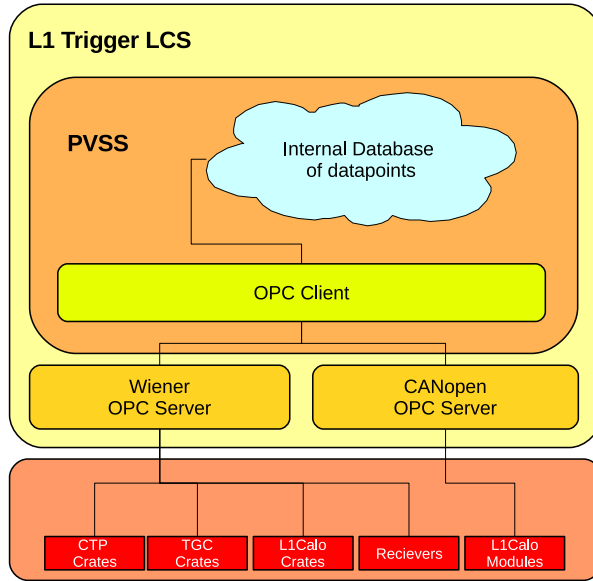 L1 Trigger LCS
PVSS
Internal Database
of datapoints
OPC Client
Wiener
OPC Server
CANopen
OPC Server
CTP
Crates
TGC
Crates
L1Calo
Crates
Recievers
L1Calo
Modules